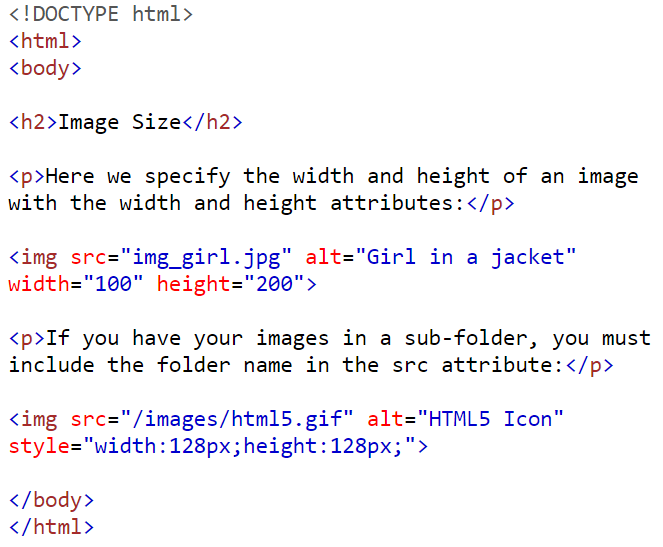 <!DOCTYPE html>
<html>
<body>
<h2>Image Size</h2>
<p>Here we specify the width and height of an image
with the width and height attributes:</p>
<img src="img_girl.jpg" alt="Girl in a jacket"
width="100" height="200">
<p>If you have your images in a sub-folder, you must
include the folder name in the src attribute:</p>
<img src="/images/html5.gif" alt="HTML5 Icon"
style="width:128px;height:128px;">
</body>
</html>